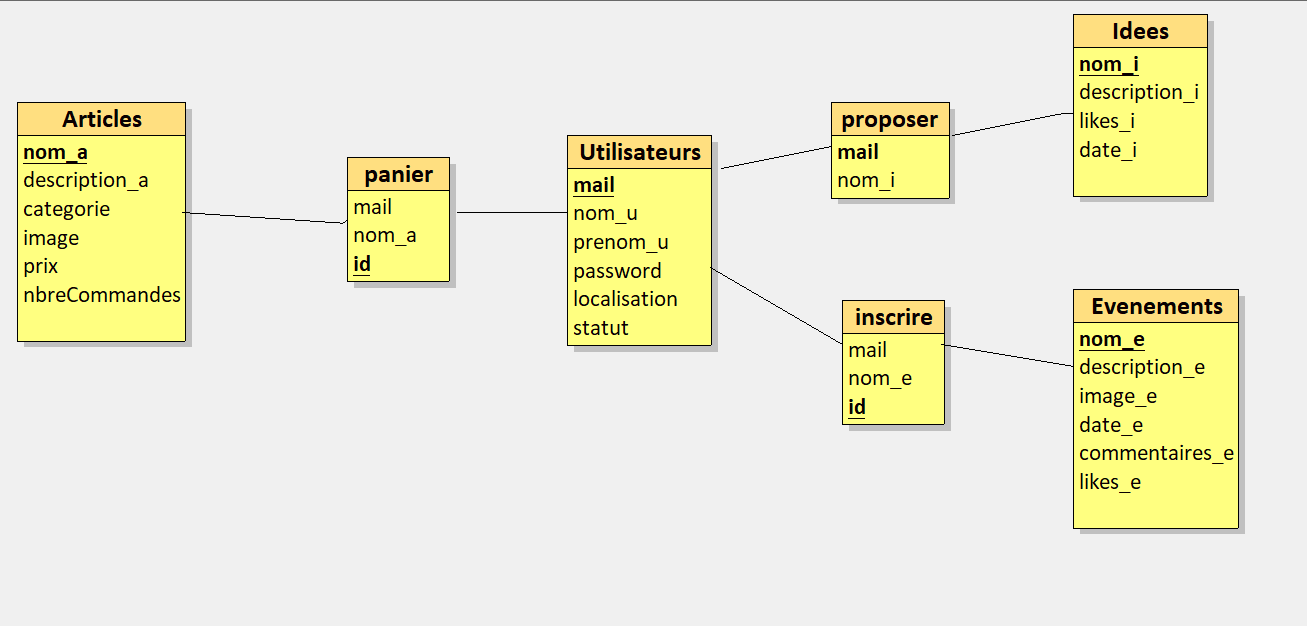 Articles
nom_a
description_a
categorie
image
prix
nbreCommandes
panier
mail
nom_a
id
Utilisateurs
mail
nom_u
prenom_u
password
localisation
statut
proposer
mail
nom_i
Idees
nom_i
description_i
likes_i
date_i
inscrire
mail
nom_e
id
Evenements
nom_e
description_e
image_e
date_e
commentaires_e
likes_e